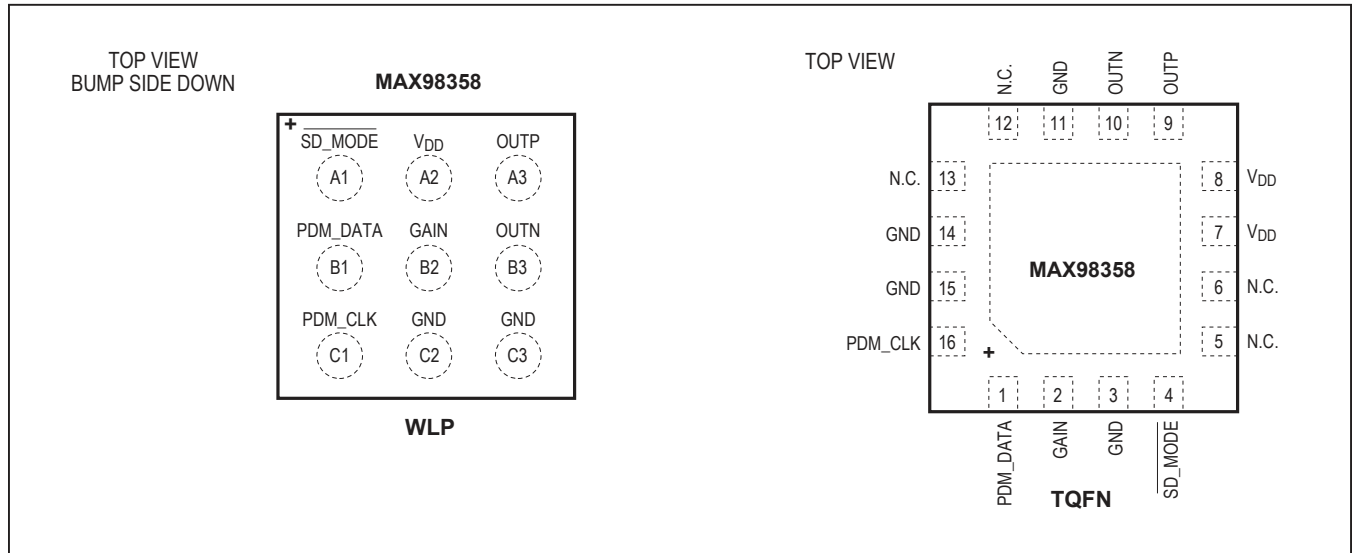 TOP VIEW
BUMP SIDE DOWN
MAX98358
+
SD_MODE VDD OUTP
A1 A2 A3
PDM_DATA GAIN OUTN
B1 B2 B3
PDM_CLK GND GND
C1 C2 C3
WLP
TOP VIEW
N.C. GND OUTN OUTP
12 11 10 9
N.C. 13
GND 14
GND 15
PDM_CLK 16
MAX98358
8 VDD
7 VDD
6 N.C.
5 N.C.
+
1 2 3 4
PDM_DATA GAIN GND SD_MODE
TQFN